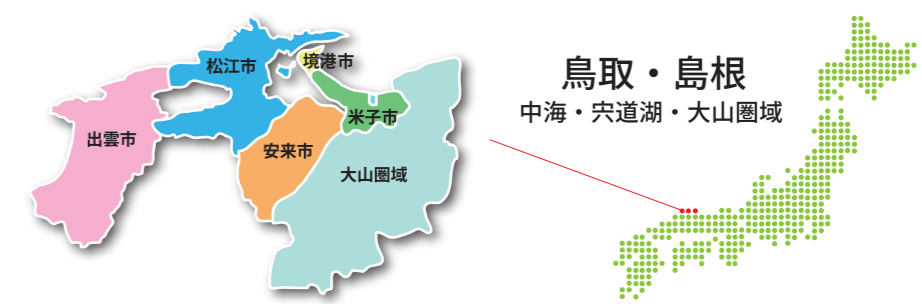 松江市
境港市
米子市
出雲市
安来市
大山圏域
鳥取・島根
中海・宍道湖・大山圏域